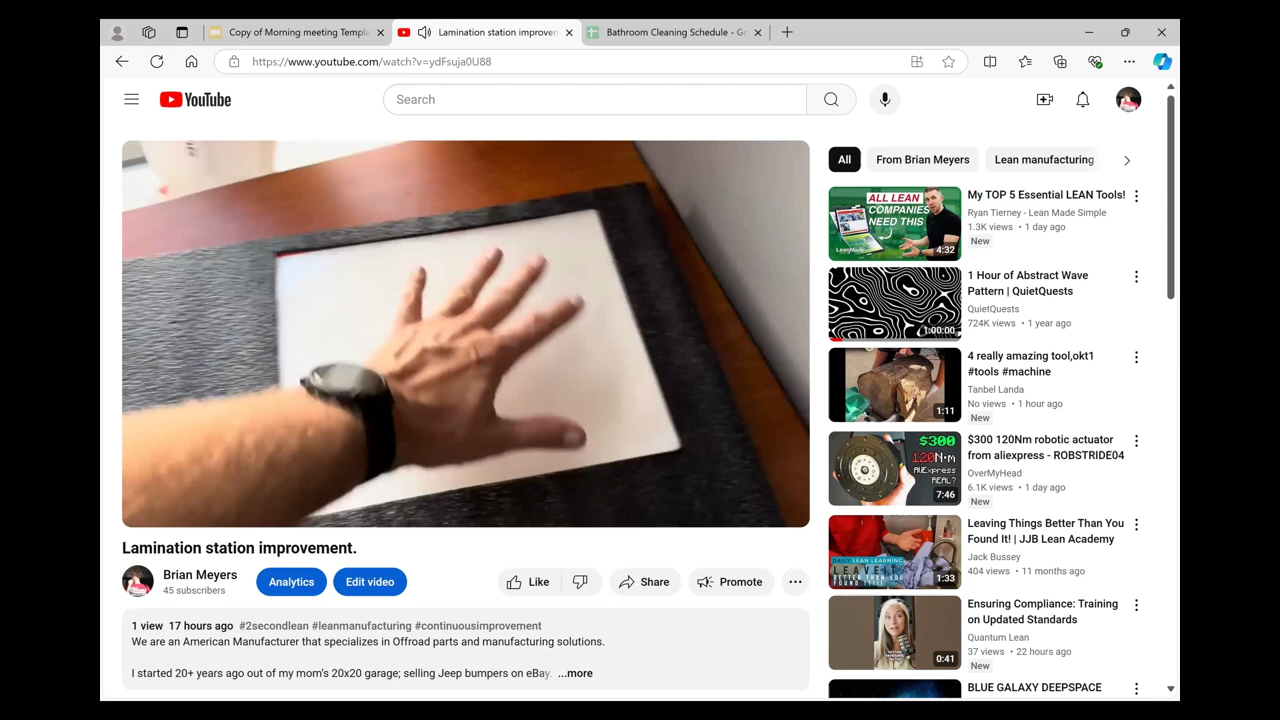 Copy of Morning meeting Templa
Lamination station improvem
Bathroom Cleaning Schedule - Go
https://www.youtube.com/watch?v=ydFsuja0U88
YouTube
Search
All
From Brian Meyers
Lean manufacturing
ALL LEAN
COMPANIES
NEED THIS
4:32
My TOP 5 Essential LEAN Tools!
Ryan Tierney - Lean Made Simple
1.3K views • 1 day ago
New
1:00:00
1 Hour of Abstract Wave
Pattern | QuietQuests
QuietQuests
724K views • 1 year ago
1:11
4 really amazing tool,okt1
#tools #machine
Tanbel Landa
No views • 1 hour ago
New
$300
120N·m
AliExpress
REAL?
7:46
$300 120Nm robotic actuator
from aliexpress - ROBSTRIDE04
OverMyHead
6.1K views • 1 day ago
New
1:33
Leaving Things Better Than You
Found It! | JJB Lean Academy
Jack Bussey
404 views • 11 months ago
0:41
Ensuring Compliance: Training
on Updated Standards
Quantum Lean
37 views • 22 hours ago
New
BLUE GALAXY DEEPSPACE
Lamination station improvement.
Brian Meyers
45 subscribers
Analytics
Edit video
Like
Share
Promote
1 view 17 hours ago #2secondlean #leanmanufacturing #continuousimprovement
We are an American Manufacturer that specializes in Offroad parts and manufacturing solutions.
I started 20+ years ago out of my mom's 20x20 garage; selling Jeep bumpers on eBay. ...more